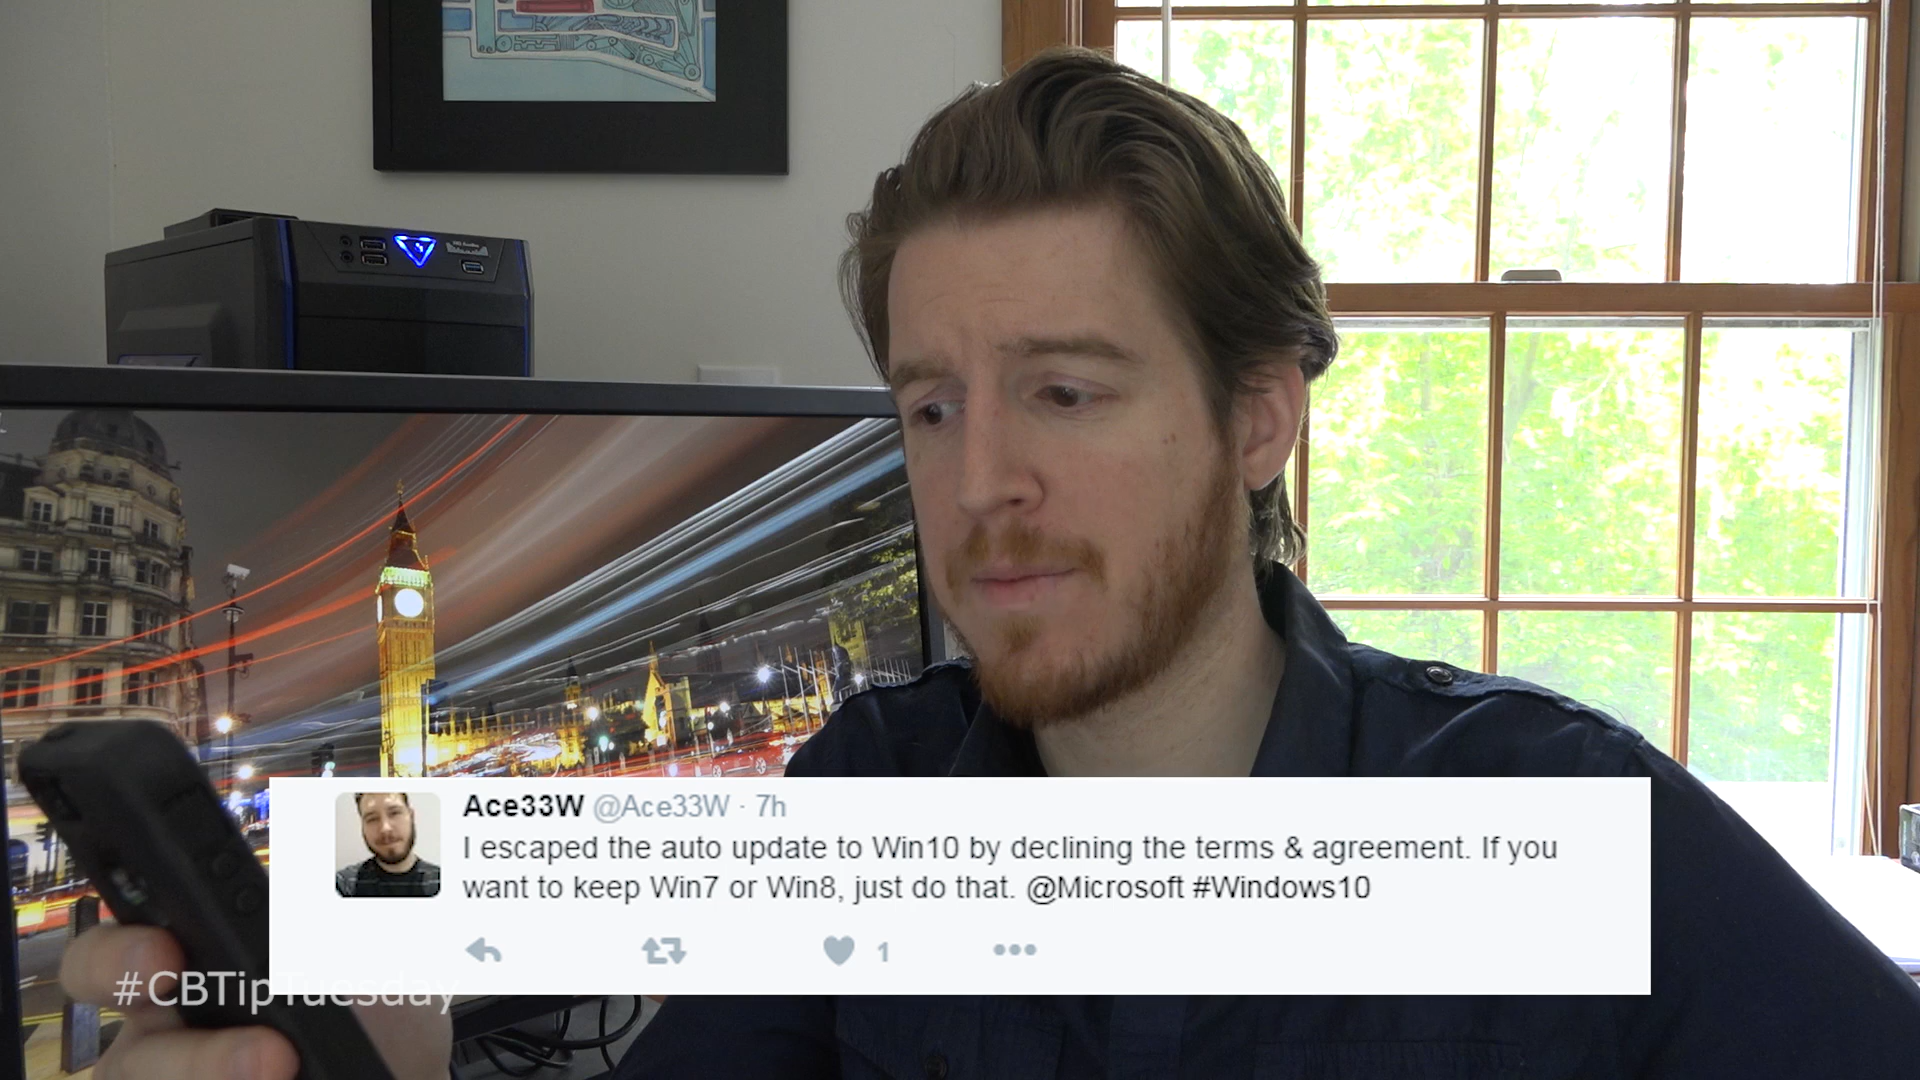 Ace33W @Ace33W · 7h
I escaped the auto update to Win10 by declining the terms & agreement. If you
want to keep Win7 or Win8, just do that. @Microsoft #Windows10
1
#CBTipTuesday